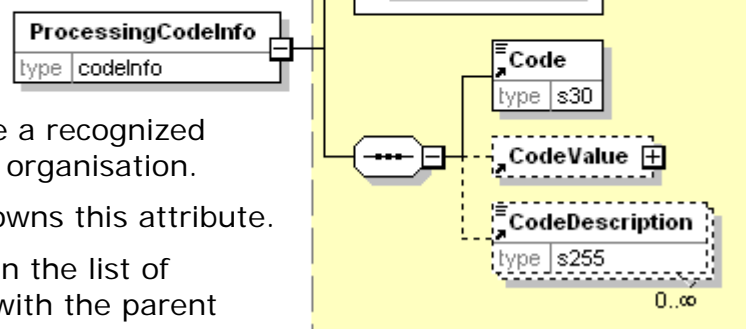 ProcessingCodeInfo
type codeInfo
Code
type s30
e a recognized
organisation.
CodeValue
owns this attribute.
CodeDescription
type s255
n the list of
with the parent
0..∞